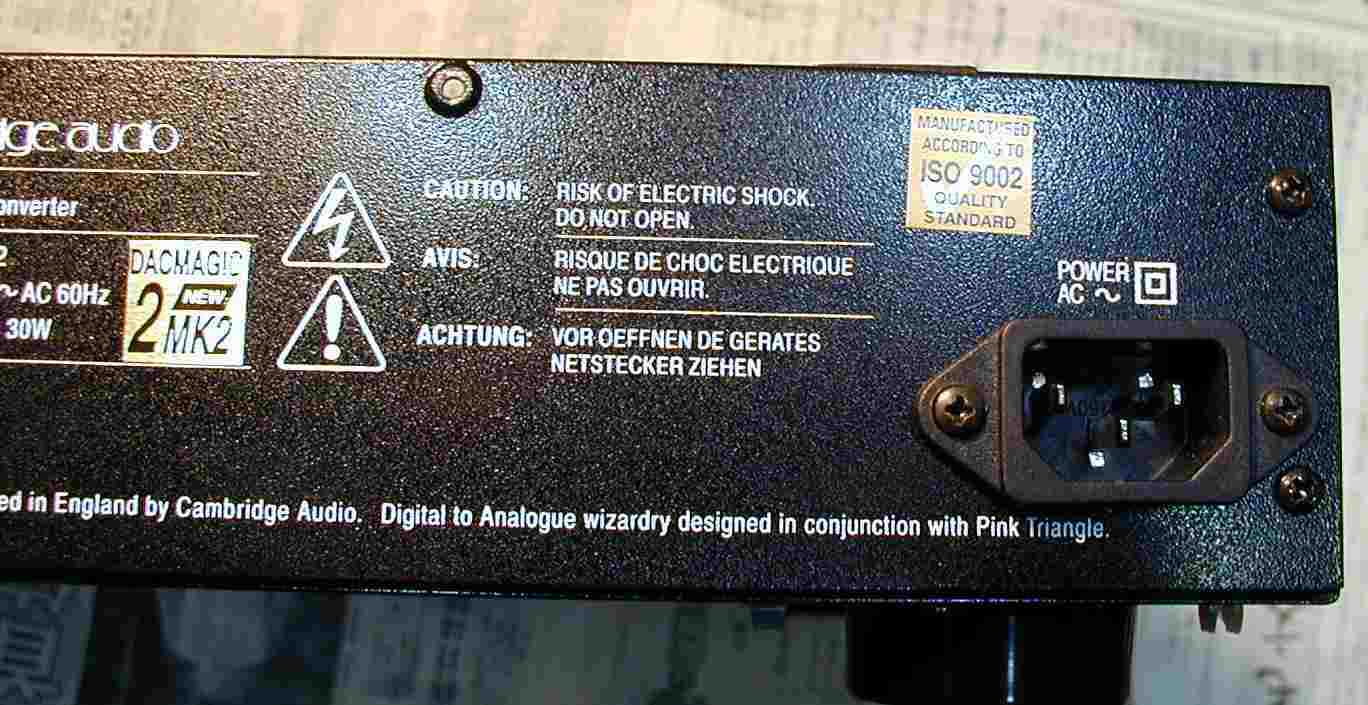 dge audio
onverter
2
~ AC 60Hz
30W
DACMAGIC
2 NEW
MK2
CAUTION: RISK OF ELECTRIC SHOCK.
DO NOT OPEN.
AVIS: RISQUE DE CHOC ELECTRIQUE
NE PAS OUVRIR.
ACHTUNG: VOR OEFFNEN DE GERATES
NETSTECKER ZIEHEN
MANUFACTURED
ACCORDING TO
ISO 9002
QUALITY
STANDARD
POWER
AC ~
ed in England by Cambridge Audio. Digital to Analogue wizardry designed in conjunction with Pink Triangle.